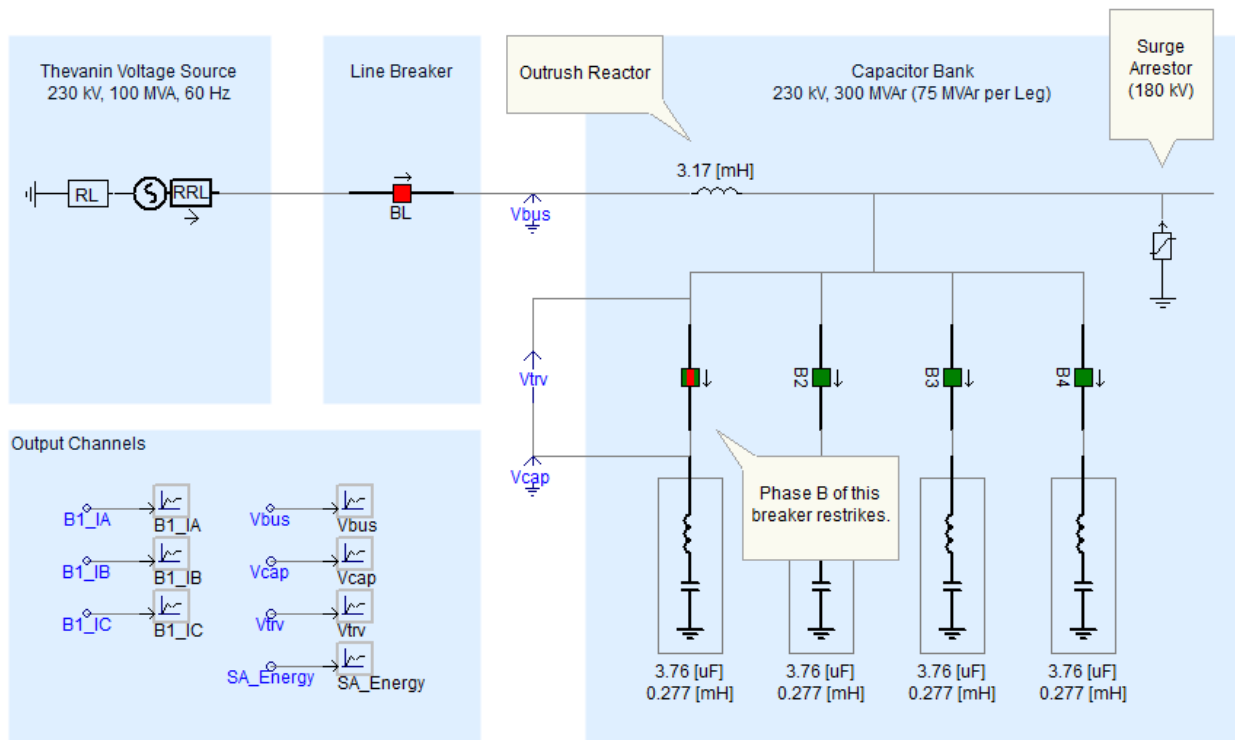 Thevanin Voltage Source
230 kV, 100 MVA, 60 Hz
RL
RRL
Line Breaker
BL
Outrush Reactor
Vbus
Capacitor Bank
230 kV, 300 MVAr (75 MVAr per Leg)
3.17 [mH]
Surge
Arrestor
(180 kV)
Vtrv
Vcap
B2
B3
B4
Phase B of this
breaker restrikes.
3.76 [uF]
0.277 [mH]
3.76 [uF]
0.277 [mH]
3.76 [uF]
0.277 [mH]
3.76 [uF]
0.277 [mH]
Output Channels
B1_IA
B1_IA
Vbus
Vbus
B1_IB
B1_IB
Vcap
Vcap
B1_IC
B1_IC
Vtrv
Vtrv
SA_Energy
SA_Energy